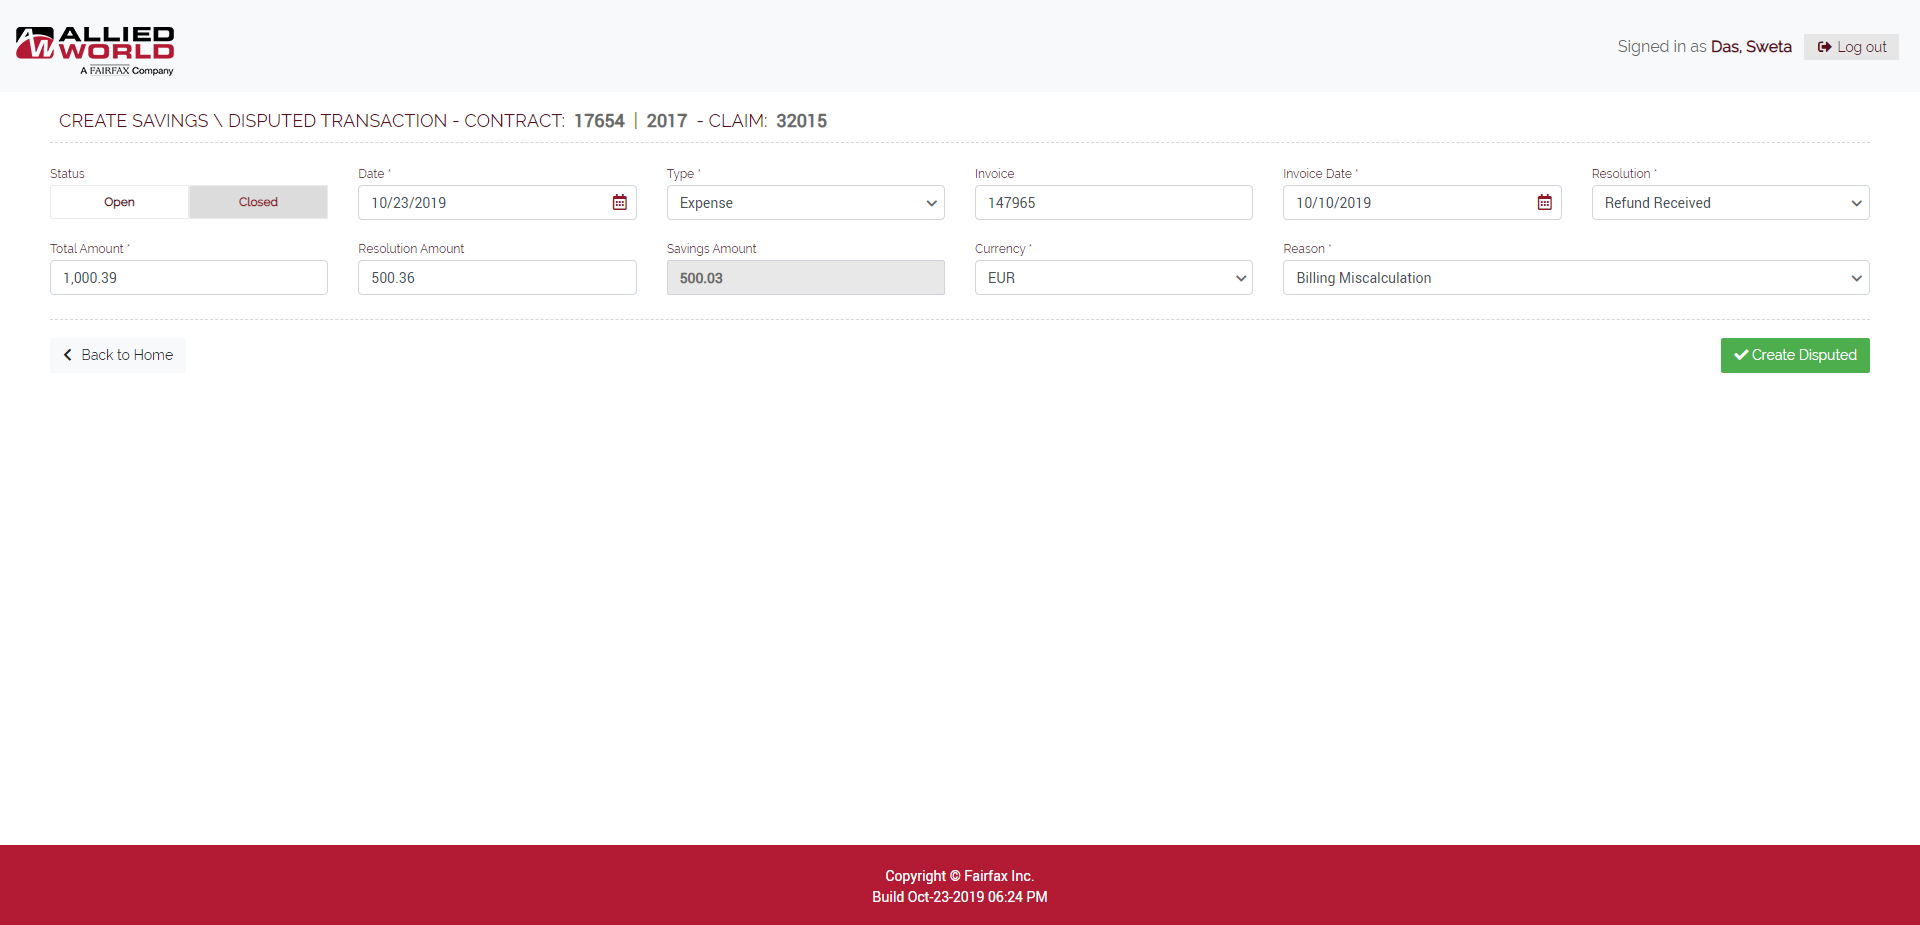 ALLIED
WORLD
A FAIRFAX Company
Signed in as Das, Sweta
Log out
CREATE SAVINGS \ DISPUTED TRANSACTION - CONTRACT: 17654 | 2017 - CLAIM: 32015
Status
Open
Closed
Date *
10/23/2019
Type *
Expense
Invoice
147965
Invoice Date *
10/10/2019
Resolution *
Refund Received
Total Amount *
1,000.39
Resolution Amount
500.36
Savings Amount
500.03
Currency *
EUR
Reason *
Billing Miscalculation
Back to Home
Create Disputed
Copyright © Fairfax Inc.
Build Oct-23-2019 06:24 PM